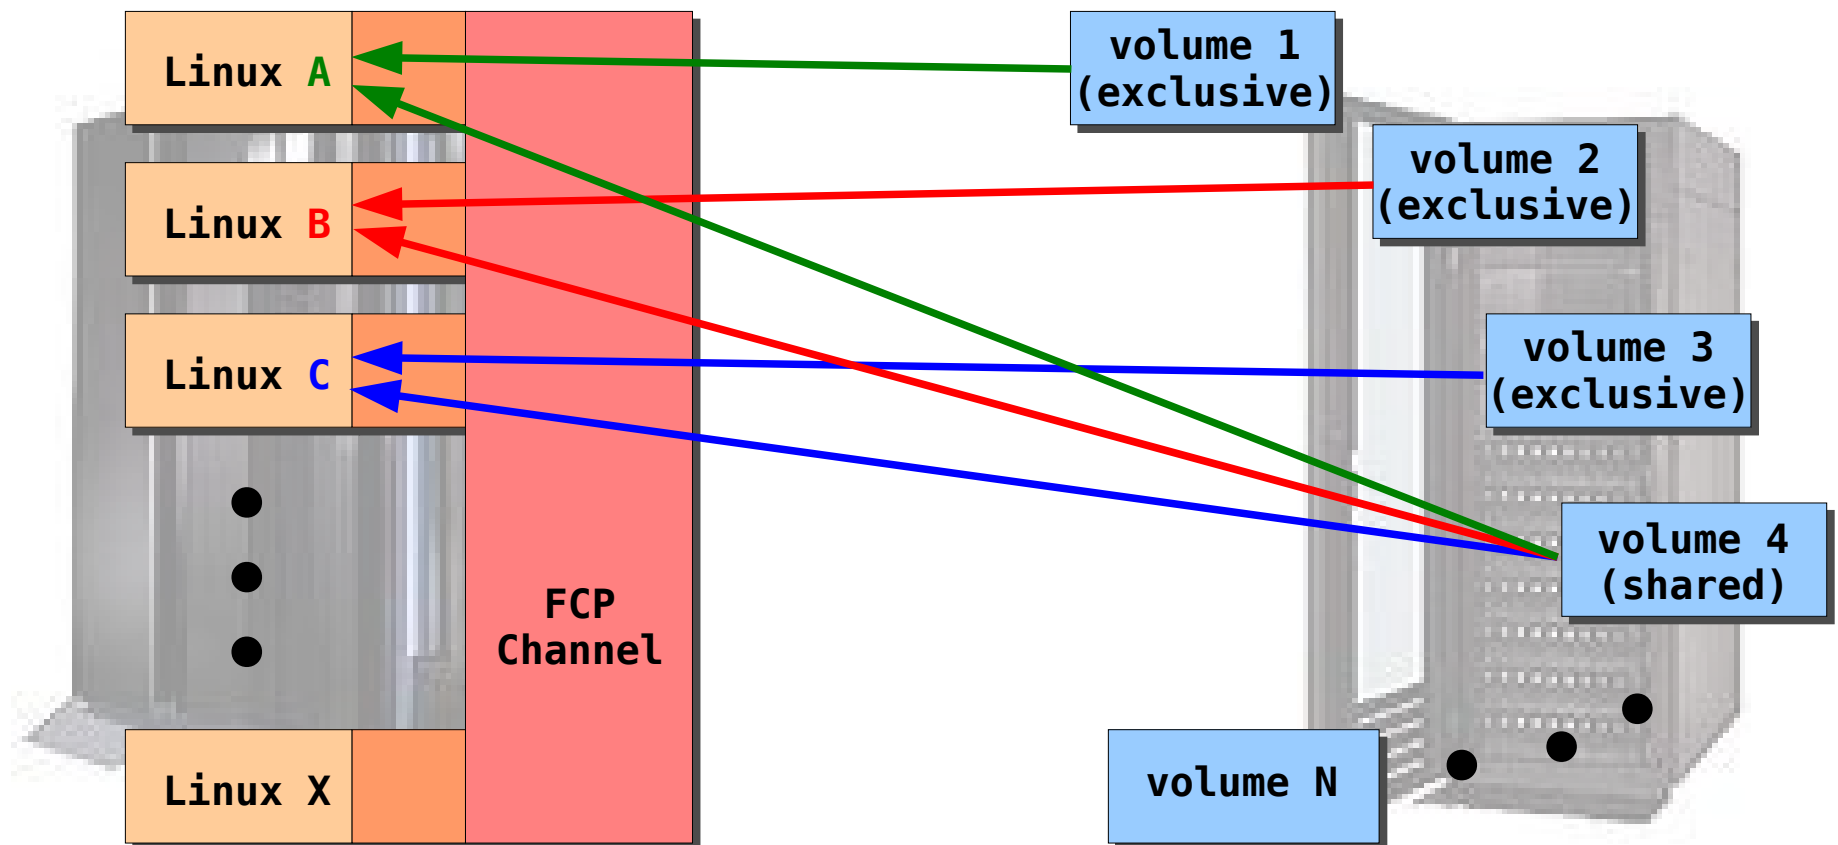 Linux A
Linux B
Linux C
Linux X
FCP
Channel
volume 1
(exclusive)
volume 2
(exclusive)
volume 3
(exclusive)
volume 4
(shared)
volume N